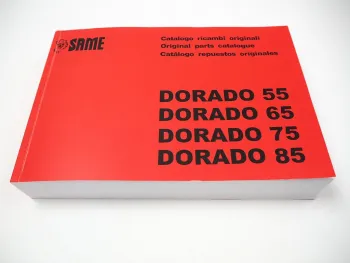 SAME
Catalogo ricambi originali
Original parts catalogue
Catálogo repuestos originales
DORADO 55
DORADO 65
DORADO 75
DORADO 85